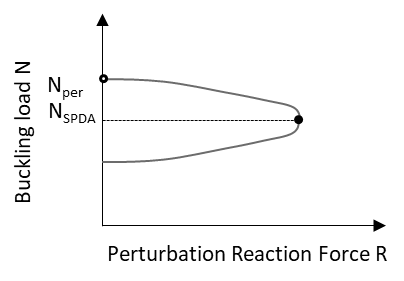 Buckling load N
Nper
NSPDA
Perturbation Reaction Force R